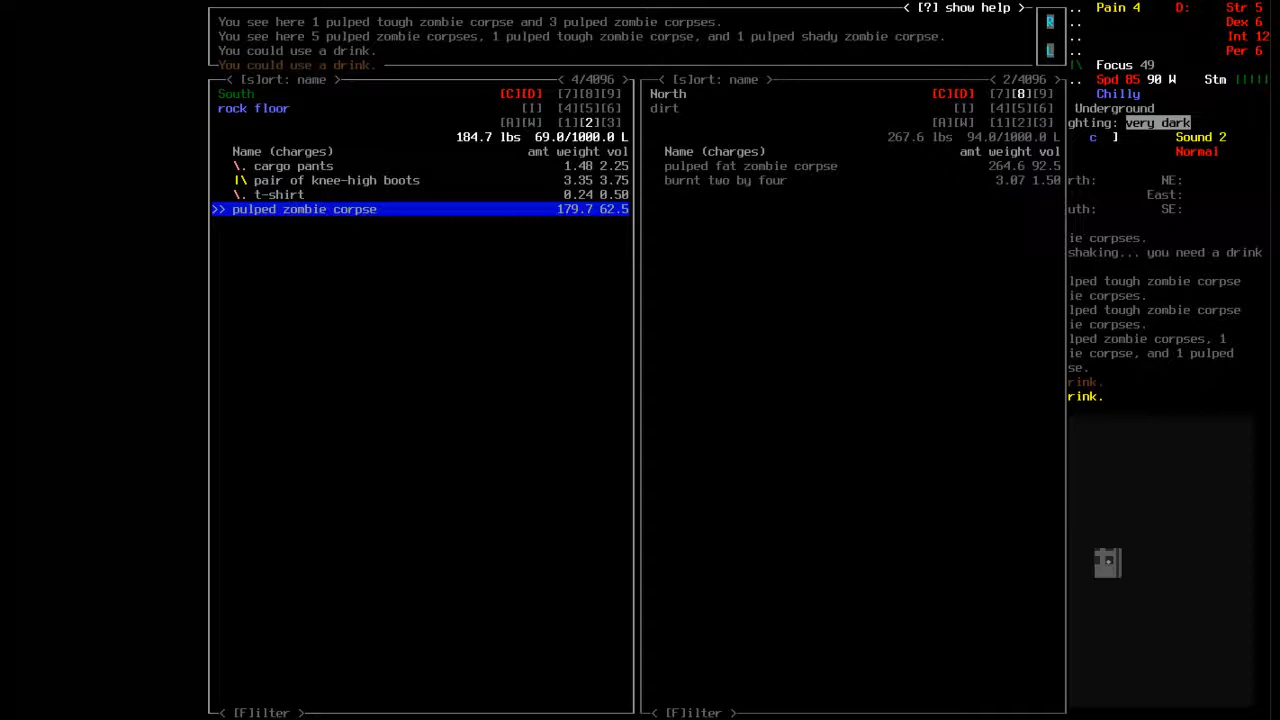 < [?] show help >
You see here 1 pulped tough zombie corpse and 3 pulped zombie corpses.
You see here 5 pulped zombie corpses, 1 pulped tough zombie corpse, and 1 pulped shady zombie corpse.
You could use a drink.
You could use a drink.
R
L
< [s]ort: name > 4/4096 >
South [C][D] [7][8][9]
rock floor [I] [4][5][6]
[A][W] [1][2][3]
184.7 lbs 69.0/1000.0 L
Name (charges) amt weight vol
\. cargo pants 1.48 2.25
|\ pair of knee-high boots 3.35 3.75
\. t-shirt 0.24 0.50
>> pulped zombie corpse 179.7 62.5
< [F]ilter >
< [s]ort: name > < 2/4096 >
North [C][D] [7][8][9]
dirt [I] [4][5][6]
[A][W] [1][2][3]
267.6 lbs 94.0/1000.0 L
Name (charges) amt weight vol
pulped fat zombie corpse 264.6 92.5
burnt two by four 3.07 1.50
< [F]ilter >
.. Pain 4 D: Str 5
.. Dex 6
.. Int 12
.. Per 6
|\ Focus 49
.. Spd 85 90 W Stm |||||
Chilly
Underground
ghting: very dark
c ] Sound 2
Normal
rth: NE:
East:
uth: SE:
ie corpses.
shaking... you need a drink
lped tough zombie corpse
ie corpses.
lped tough zombie corpse
ie corpses.
lped zombie corpses, 1
ie corpse, and 1 pulped
se.
rink.
rink.